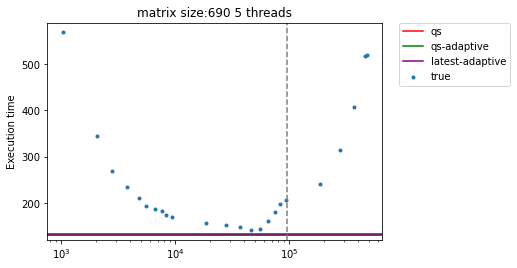 matrix size:690 5 threads
Execution time
500
400
300
200
10³
10⁴
10⁵
qs
qs-adaptive
latest-adaptive
true